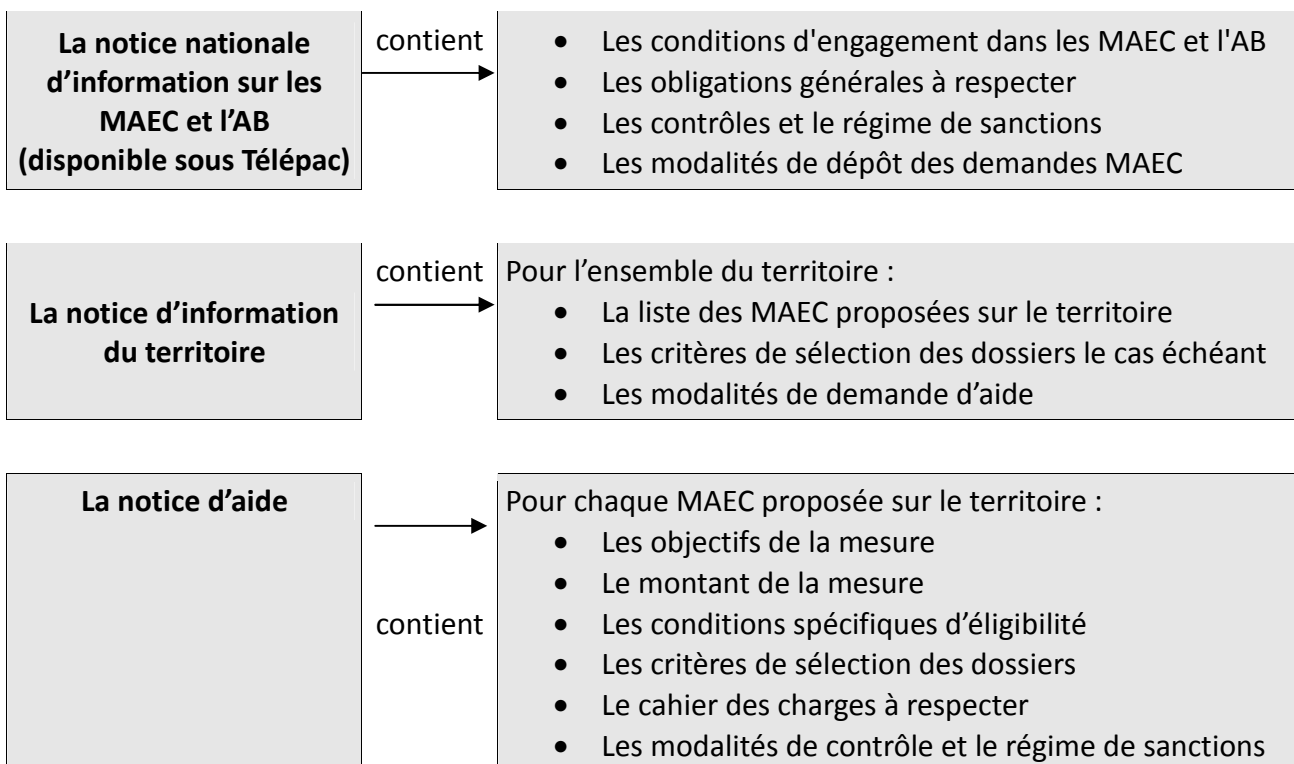 La notice nationale
d’information sur les
MAEC et l’AB
(disponible sous Télépac)
contient
• Les conditions d'engagement dans les MAEC et l'AB
• Les obligations générales à respecter
• Les contrôles et le régime de sanctions
• Les modalités de dépôt des demandes MAEC
La notice d’information
du territoire
contient
Pour l’ensemble du territoire :
• La liste des MAEC proposées sur le territoire
• Les critères de sélection des dossiers le cas échéant
• Les modalités de demande d’aide
La notice d’aide
contient
Pour chaque MAEC proposée sur le territoire :
• Les objectifs de la mesure
• Le montant de la mesure
• Les conditions spécifiques d’éligibilité
• Les critères de sélection des dossiers
• Le cahier des charges à respecter
• Les modalités de contrôle et le régime de sanctions